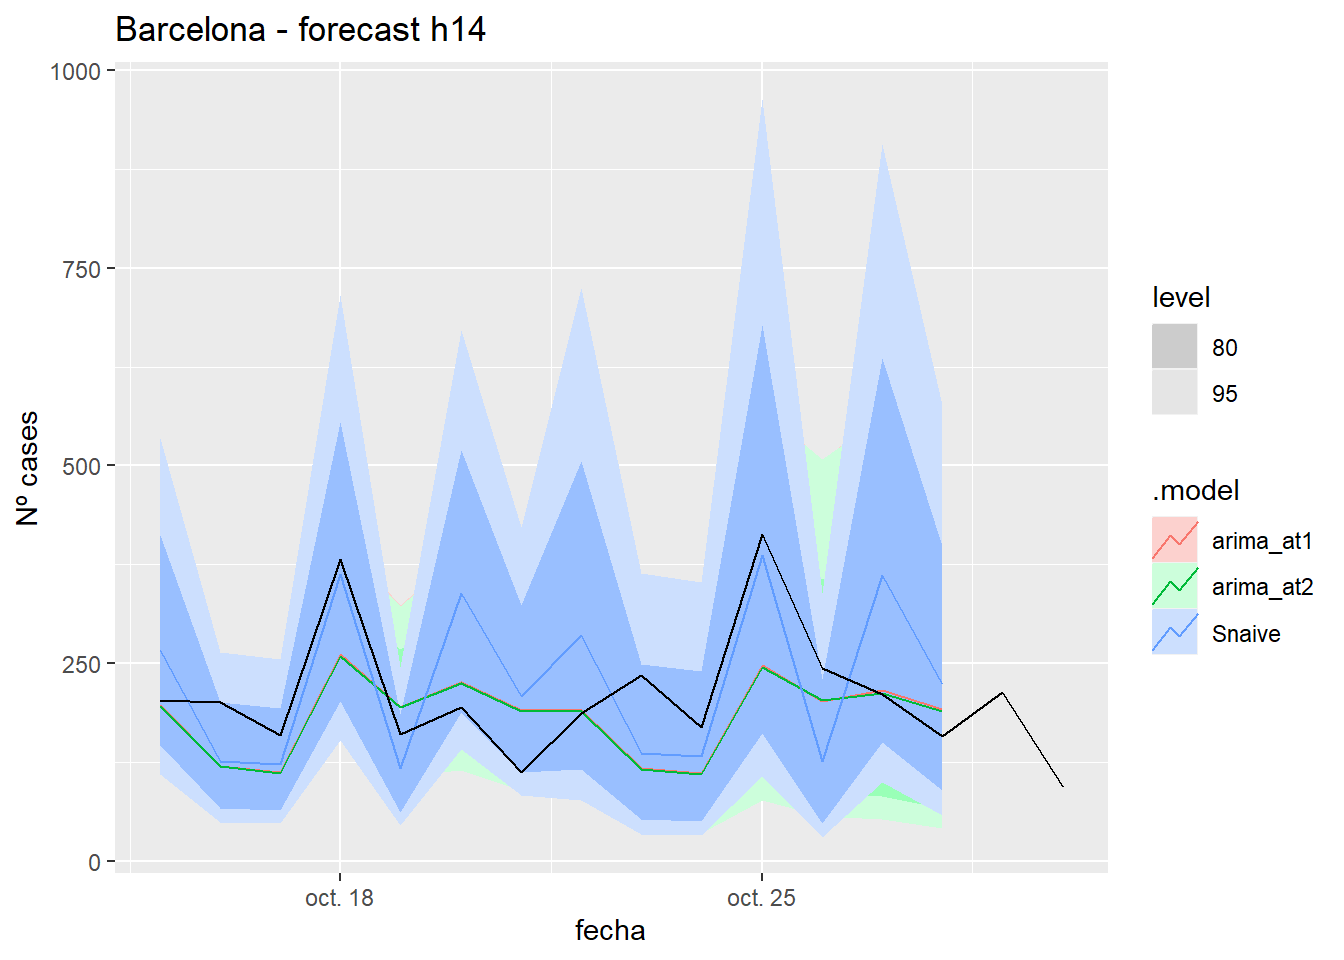 Barcelona - forecast h14
1000
750
500
250
0
Nº cases
oct. 18
oct. 25
fecha
level
80
95
.model
arima_at1
arima_at2
Snaive